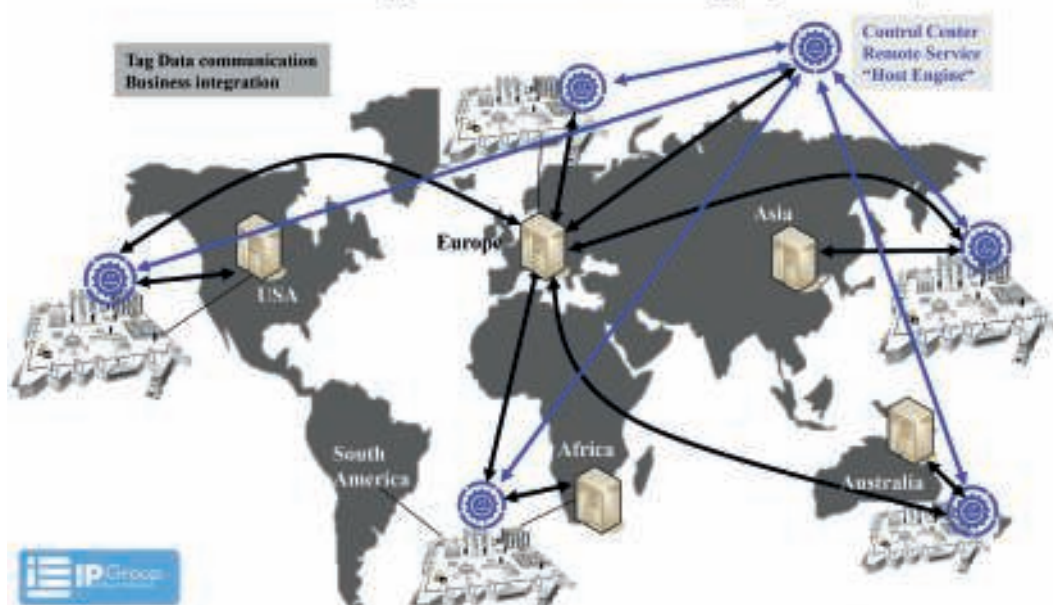 Tag Data communication
Business integration
Control Center
Remote Service
"Host Engine"
Europe
Asia
USA
South
America
Africa
Australia
IP Group